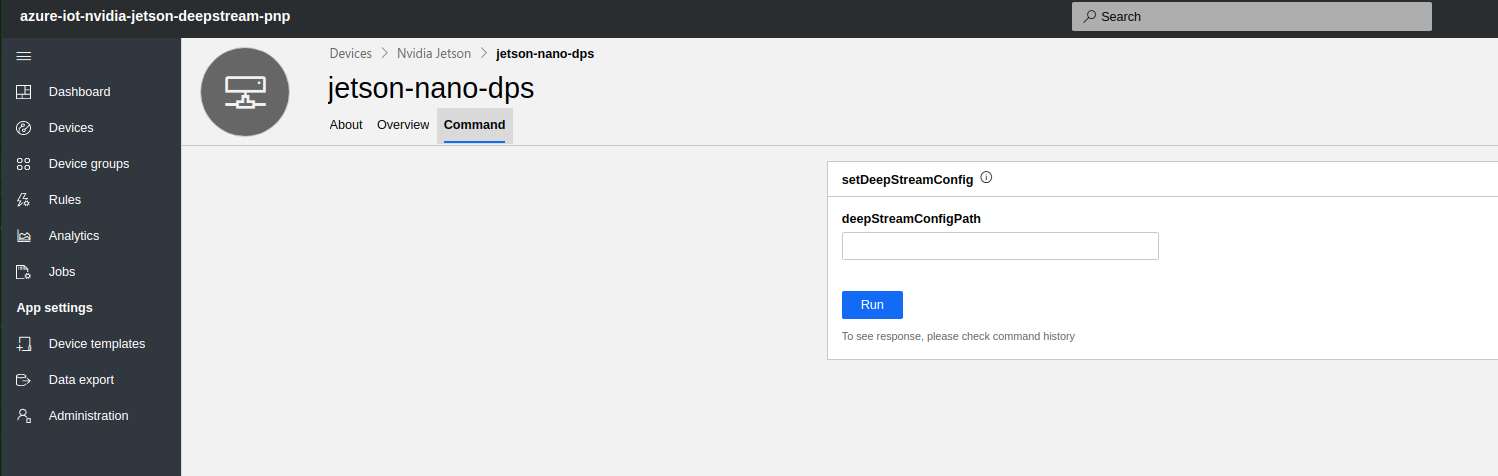 azure-iot-nvidia-jetson-deepstream-pnp
Search
Dashboard
Devices
Device groups
Rules
Analytics
Jobs
App settings
Device templates
Data export
Administration
Devices > Nvidia Jetson > jetson-nano-dps
jetson-nano-dps
About Overview Command
setDeepStreamConfig
deepStreamConfigPath
Run
To see response, please check command history